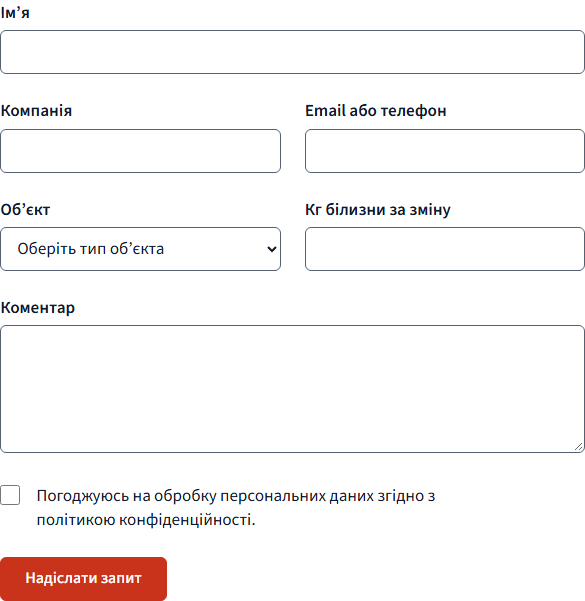 Ім’я
Компанія
Email або телефон
Об’єкт
Кг білизни за зміну
Оберіть тип об’єкта
Коментар
Погоджуюсь на обробку персональних даних згідно з
політикою конфіденційності.
Надіслати запит